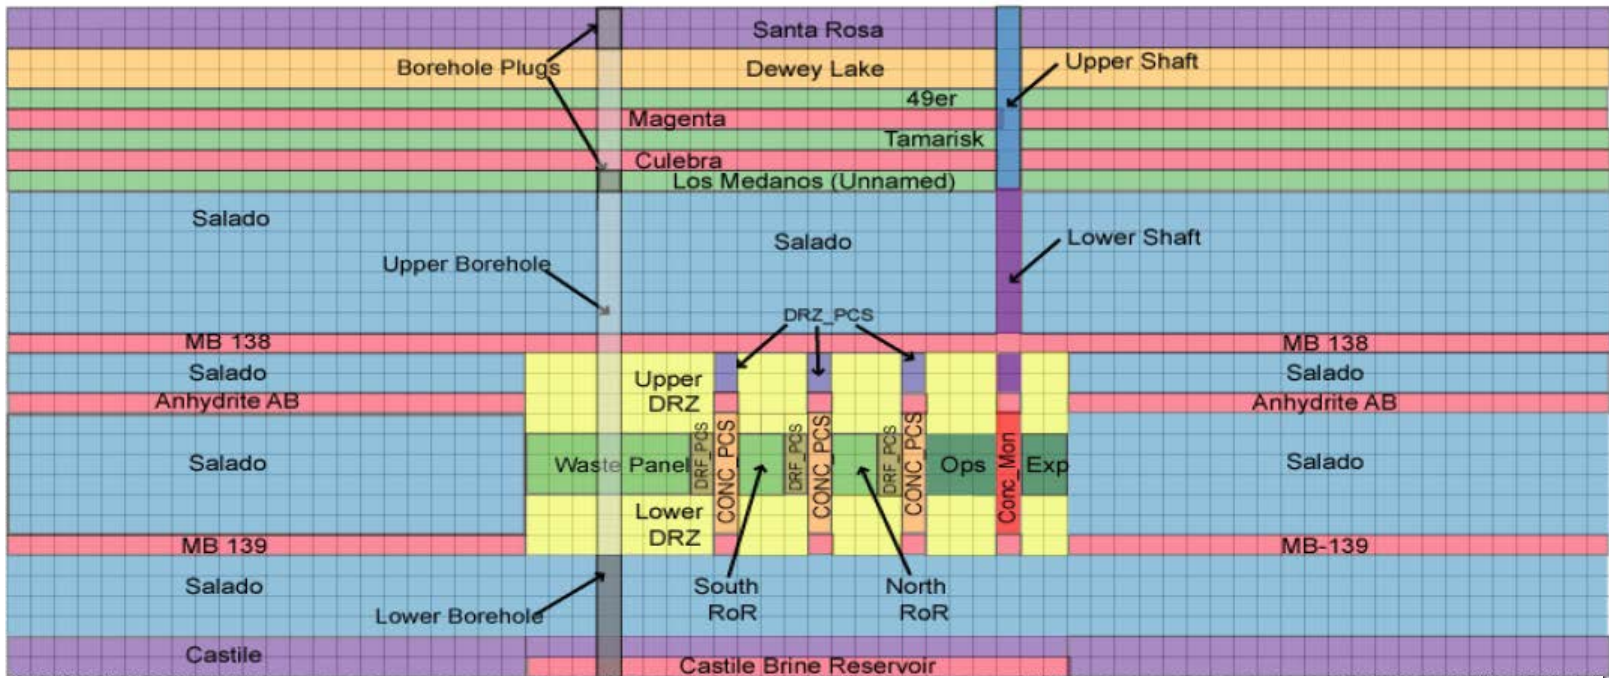 Santa Rosa
Borehole Plugs
Dewey Lake
Upper Shaft
49er
Magenta
Tamarisk
Culebra
Los Medanos (Unnamed)
Salado
Salado
Lower Shaft
Upper Borehole
DRZ_PCS
MB 138
MB 138
Salado
Upper
DRZ
Salado
Anhydrite AB
Anhydrite AB
Salado
Waste Panel
DRF_PCS
CONC_PCS
DRF_PCS
CONC_PCS
DRF_PCS
CONC_PCS
Ops
Conc_Mon
Exp
Salado
Lower
DRZ
MB 139
MB-139
Salado
South
RoR
North
RoR
Lower Borehole
Castile
Castile Brine Reservoir